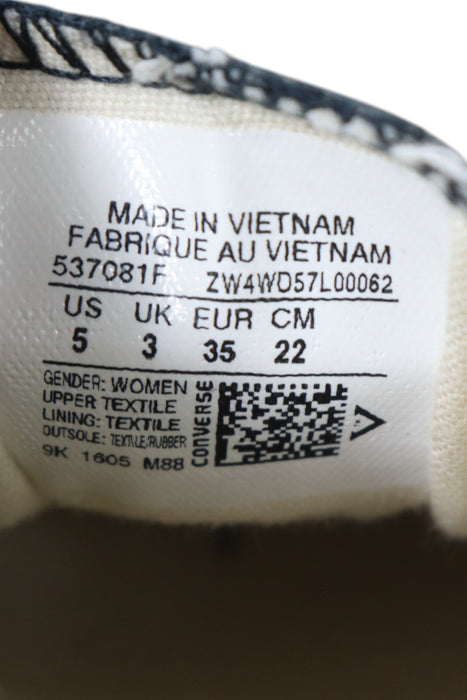 MADE IN VIETNAM
FABRIQUE AU VIETNAM
537081F ZW4WD57L00062
US UK EUR CM
5 3 35 22
GENDER: WOMEN
UPPER TEXTILE
LINING: TEXTILE
OUTSOLE: TEXTILE/RUBBER
9K 1605 M88
CONVERSE